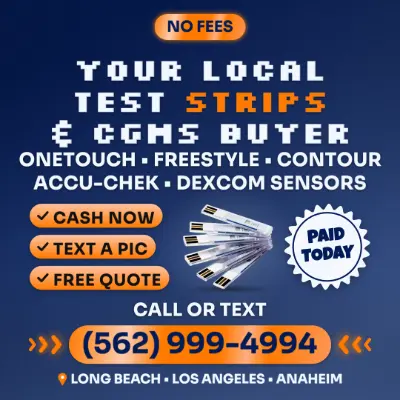 NO FEES
YOUR LOCAL
TEST STRIPS
& CGMS BUYER
ONETOUCH • FREESTYLE • CONTOUR
ACCU-CHEK • DEXCOM SENSORS
✓ CASH NOW
✓ TEXT A PIC
✓ FREE QUOTE
PAID
TODAY
CALL OR TEXT
››› (562) 999-4994 ‹‹‹
LONG BEACH • LOS ANGELES • ANAHEIM